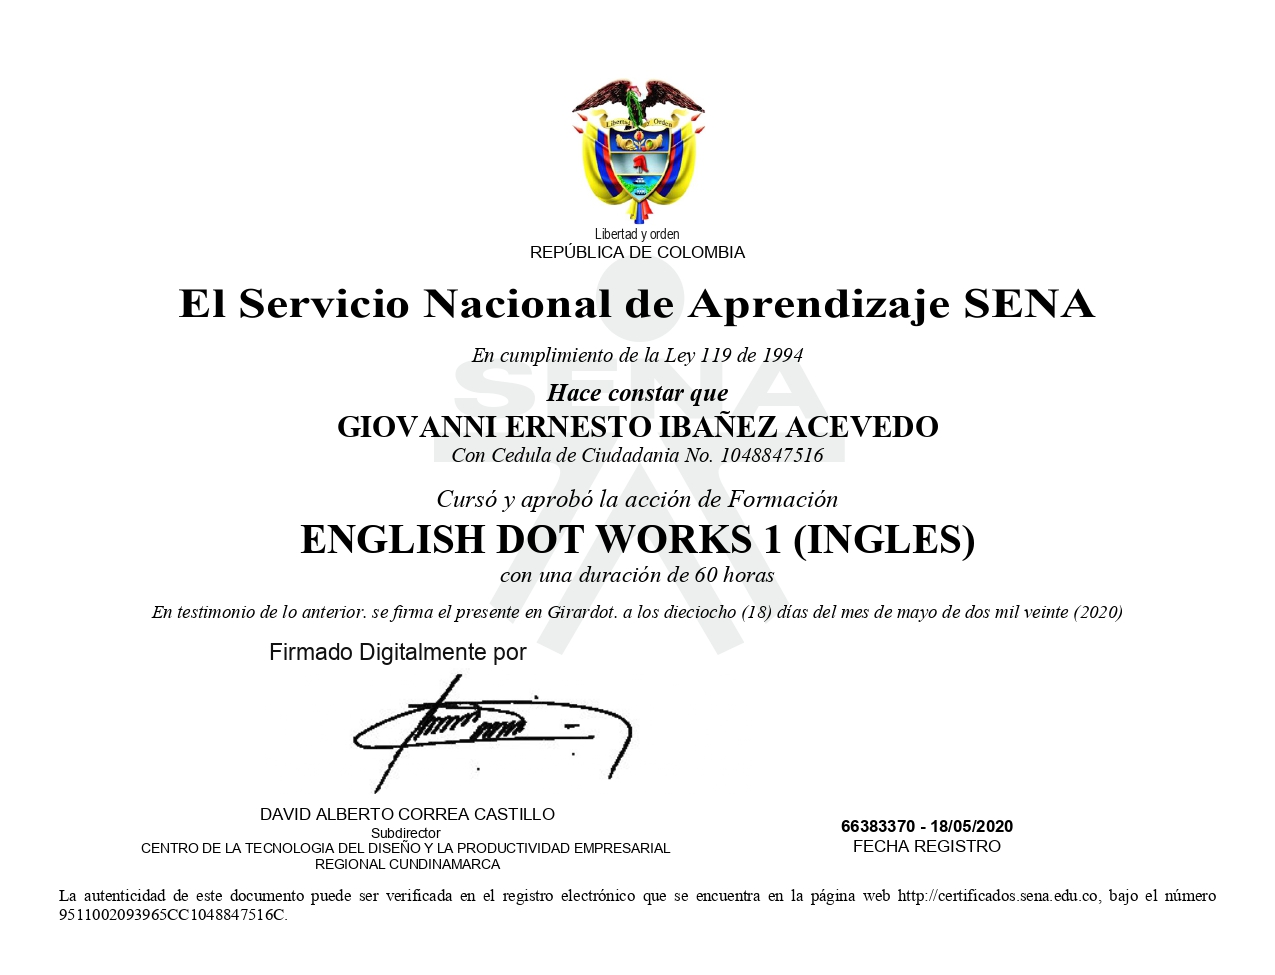 Libertad y Orden
Libertad y orden
REPÚBLICA DE COLOMBIA
El Servicio Nacional de Aprendizaje SENA
En cumplimiento de la Ley 119 de 1994
SENA
Hace constar que
GIOVANNI ERNESTO IBAÑEZ ACEVEDO
Con Cedula de Ciudadania No. 1048847516
Cursó y aprobó la acción de Formación
ENGLISH DOT WORKS 1 (INGLES)
con una duración de 60 horas
En testimonio de lo anterior. se firma el presente en Girardot. a los dieciocho (18) días del mes de mayo de dos mil veinte (2020)
Firmado Digitalmente por
DAVID ALBERTO CORREA CASTILLO
Subdirector
CENTRO DE LA TECNOLOGIA DEL DISEÑO Y LA PRODUCTIVIDAD EMPRESARIAL
REGIONAL CUNDINAMARCA
66383370 - 18/05/2020
FECHA REGISTRO
La autenticidad de este documento puede ser verificada en el registro electrónico que se encuentra en la página web http://certificados.sena.edu.co, bajo el número
9511002093965CC1048847516C.